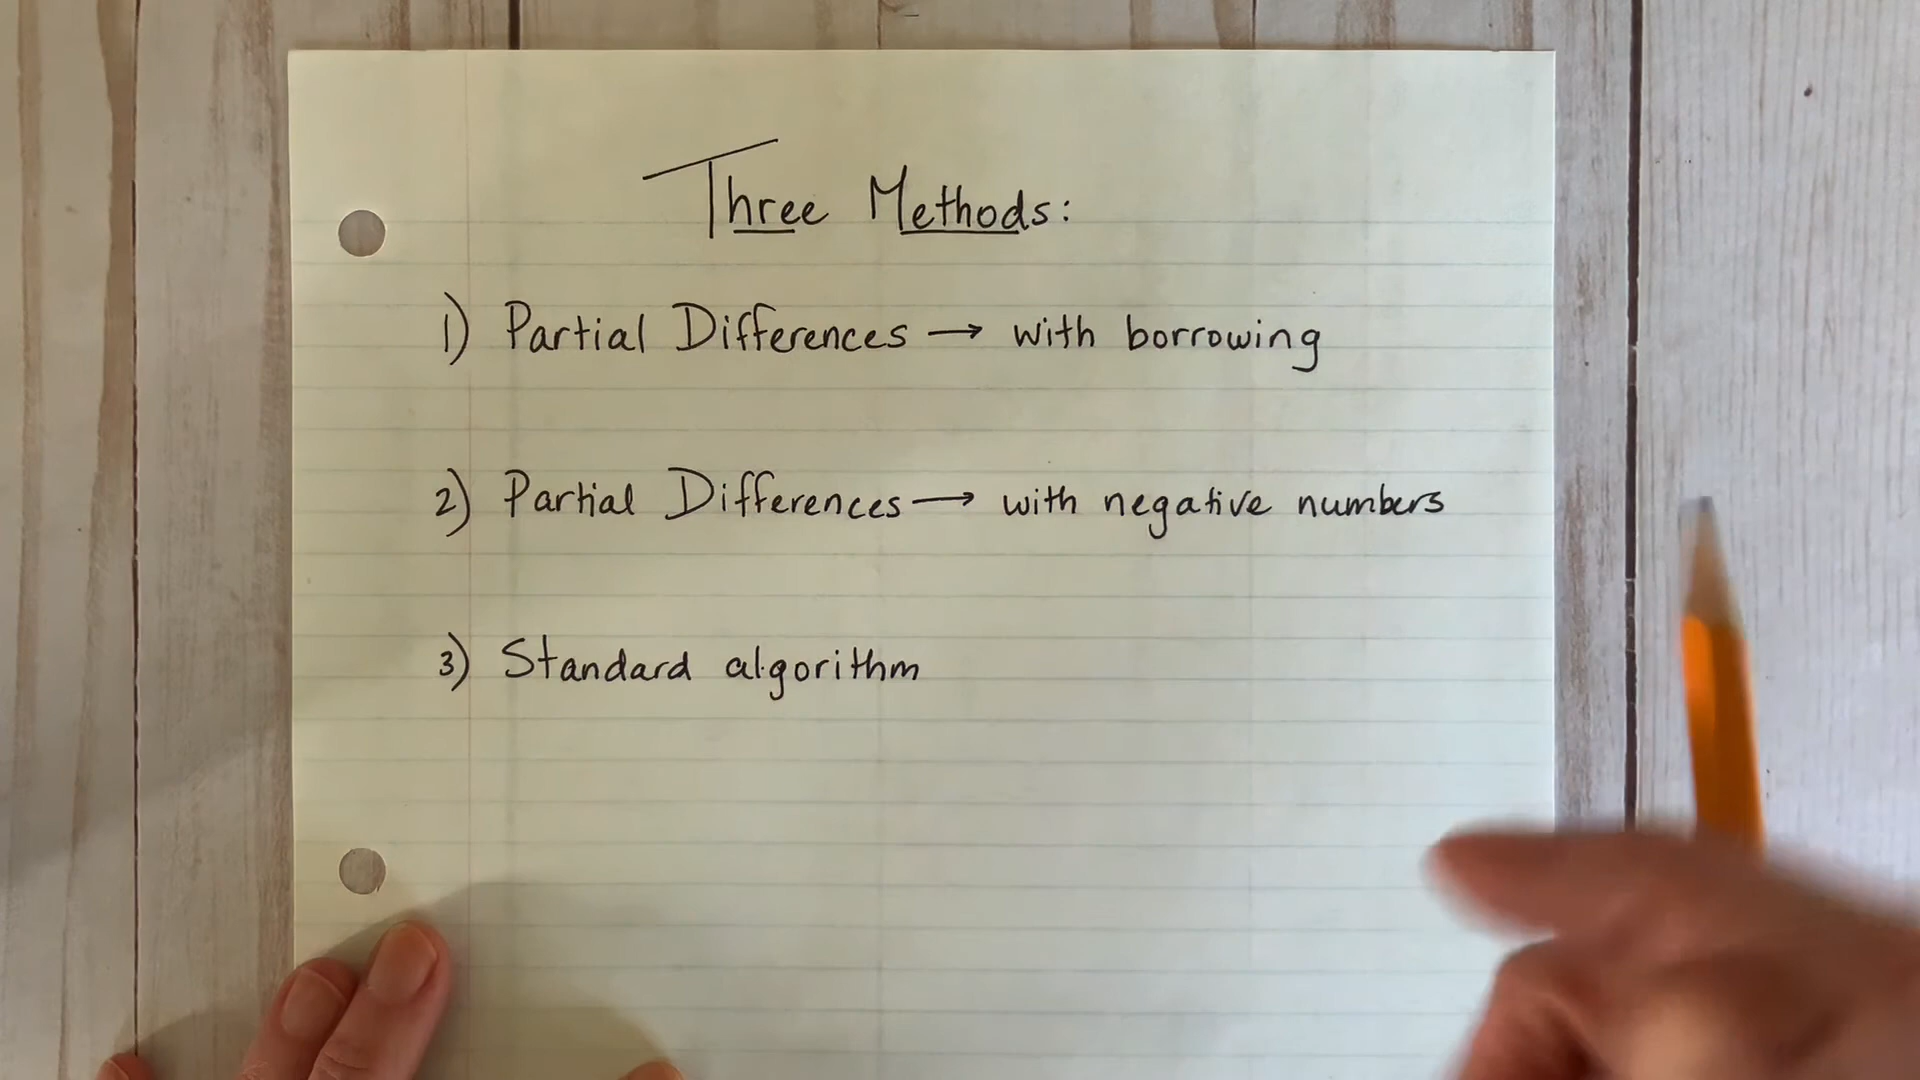 Three Methods:
1) Partial Differences → with borrowing
2) Partial Differences → with negative numbers
3) Standard algorithm